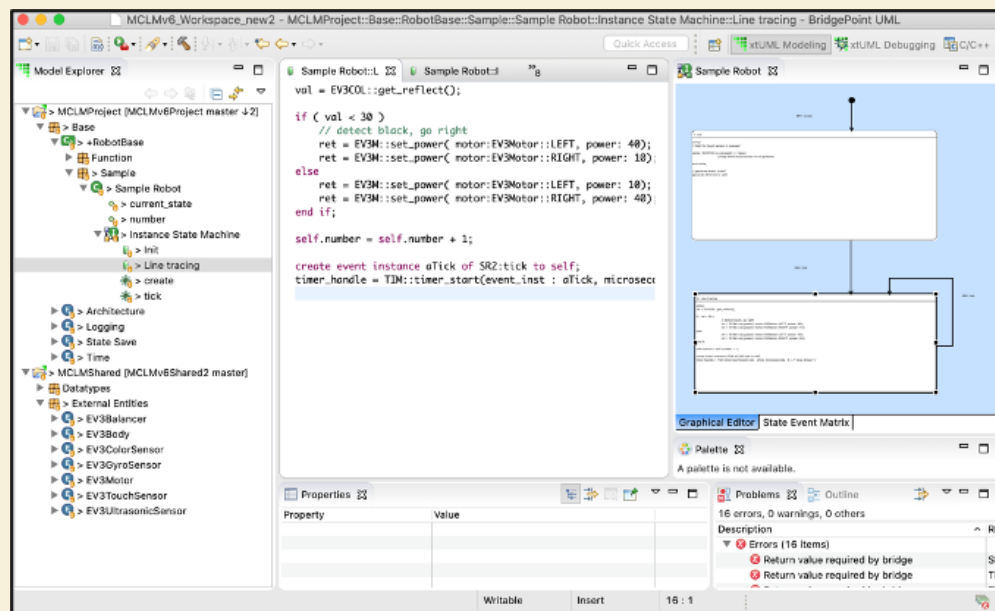 MCLMv6_Workspace_new2 - MCLMProject::Base::RobotBase::Sample::Sample Robot::Instance State Machine::Line tracing - BridgePoint UML
Quick Access
xtUML Modeling
xtUML Debugging
C/C++
Model Explorer
> MCLMProject [MCLMv6Project master ↓2]
> Base
> +RobotBase
> Function
> Sample
> Sample Robot
> current_state
> number
> Instance State Machine
> Init
> Line tracing
> create
> tick
> Architecture
> Logging
> State Save
> Time
> MCLMShared [MCLMv6Shared2 master]
> Datatypes
> External Entities
> EV3Balancer
> EV3Body
> EV3ColorSensor
> EV3GyroSensor
> EV3Motor
> EV3TouchSensor
> EV3UltrasonicSensor
Sample Robot::L
Sample Robot::I
»8
val = EV3COL::get_reflect();
if ( val < 30 )
// detect black, go right
ret = EV3M::set_power( motor:EV3Motor::LEFT, power: 40);
ret = EV3M::set_power( motor:EV3Motor::RIGHT, power: 10);
else
ret = EV3M::set_power( motor:EV3Motor::LEFT, power: 10);
ret = EV3M::set_power( motor:EV3Motor::RIGHT, power: 40)
end if;
self.number = self.number + 1;
create event instance aTick of SR2:tick to self;
timer_handle = TIM::timer_start(event_inst : aTick, microsec
Sample Robot
Graphical Editor
State Event Matrix
Palette
A palette is not available.
Properties
Property Value
Problems
Outline
16 errors, 0 warnings, 0 others
Description
Errors (16 items)
Return value required by bridge
Return value required by bridge
Writable Insert 16 : 1